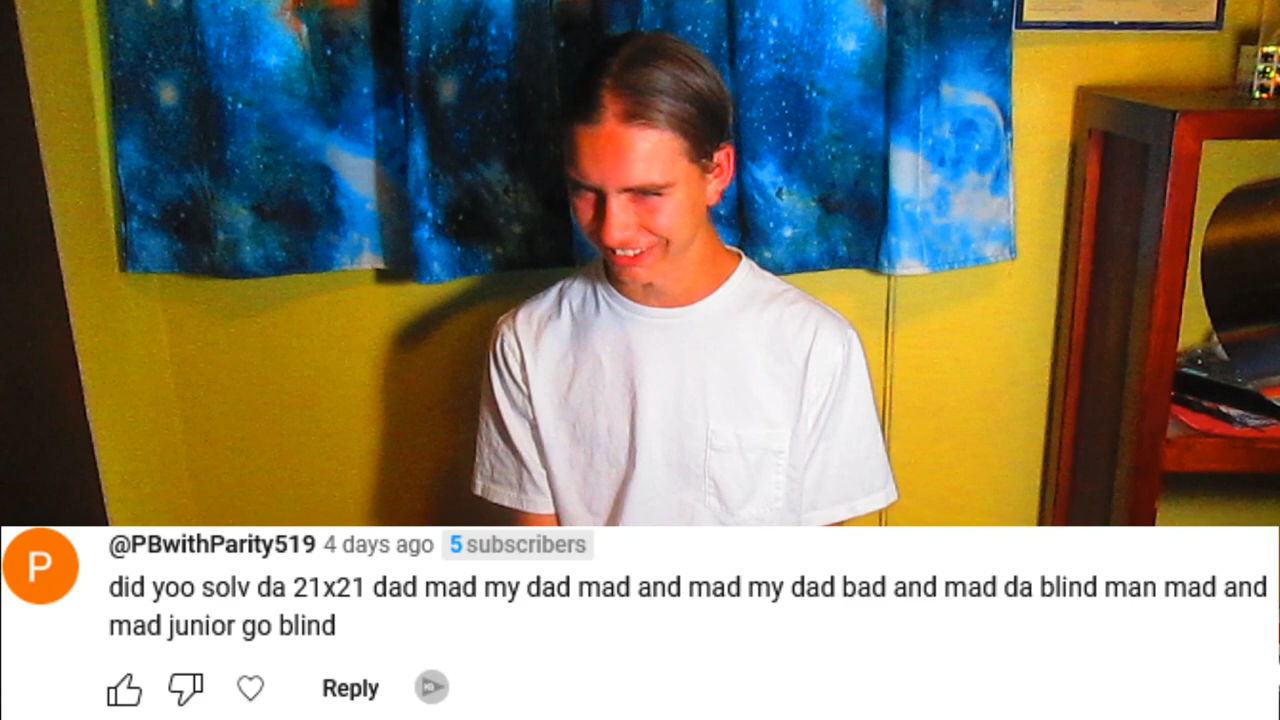 P
@PBwithParity519 4 days ago 5 subscribers
did yoo solv da 21x21 dad mad my dad mad and mad my dad bad and mad da blind man mad and
mad junior go blind
Reply